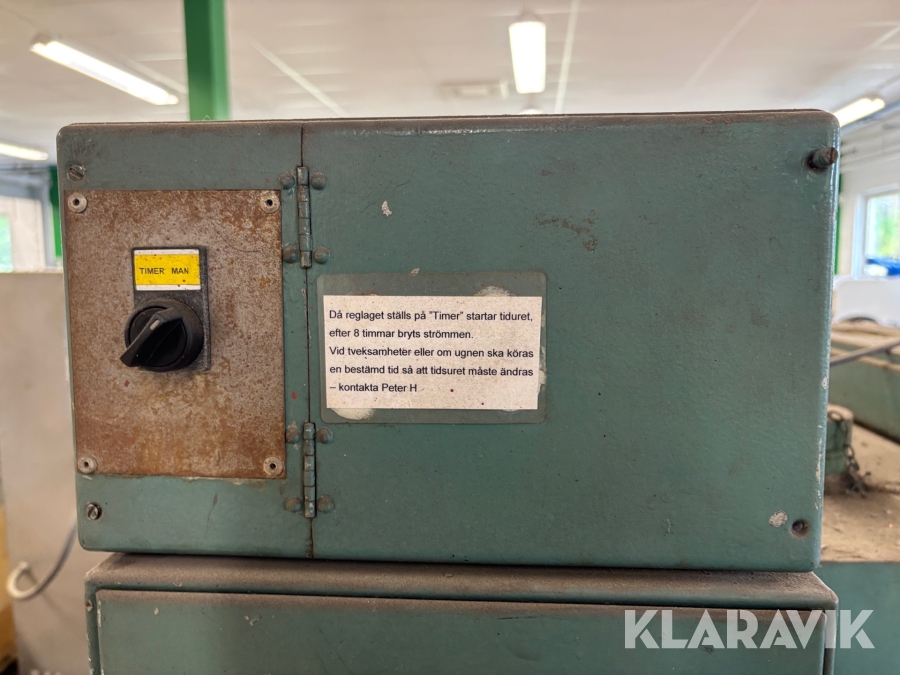 TIMER MAN
Då reglaget ställs på "Timer" startar tiduret,
efter 8 timmar bryts strömmen.
Vid tveksamheter eller om ugnen ska köras
en bestämd tid så att tidsuret måste ändras
– kontakta Peter H
KLARAVIK